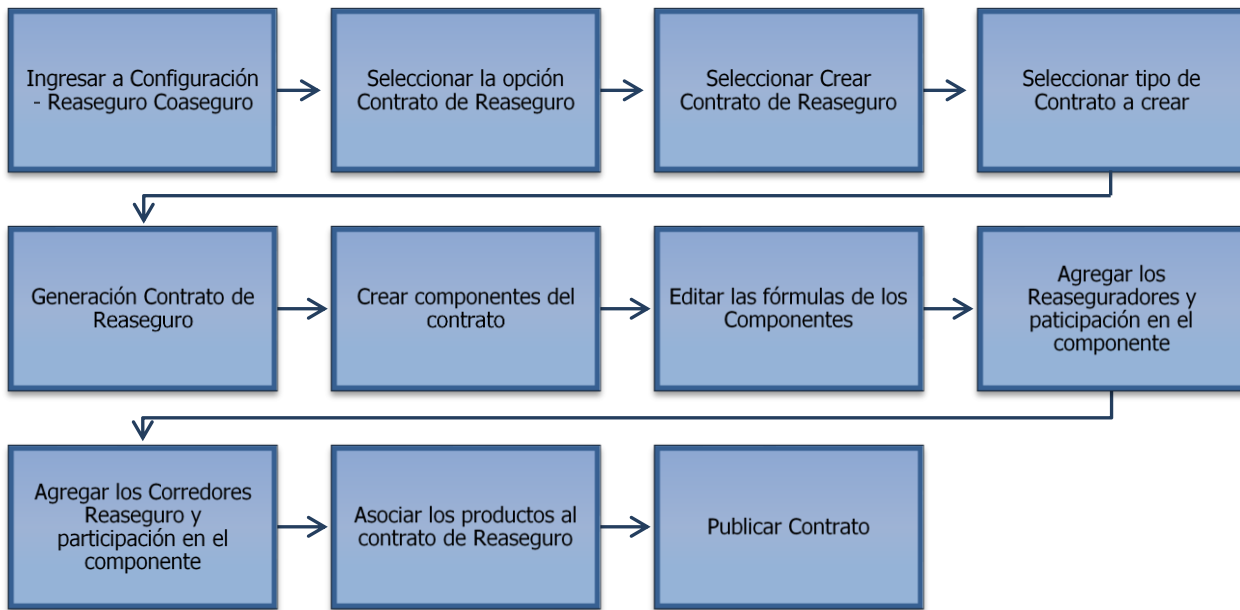 Ingresar a Configuración
- Reaseguro Coaseguro
Seleccionar la opción
Contrato de Reaseguro
Seleccionar Crear
Contrato de Reaseguro
Seleccionar tipo de
Contrato a crear
Generación Contrato de
Reaseguro
Crear componentes del
contrato
Editar las fórmulas de los
Componentes
Agregar los
Reaseguradores y
paticipación en el
componente
Agregar los Corredores
Reaseguro y
participación en el
componente
Asociar los productos al
contrato de Reaseguro
Publicar Contrato